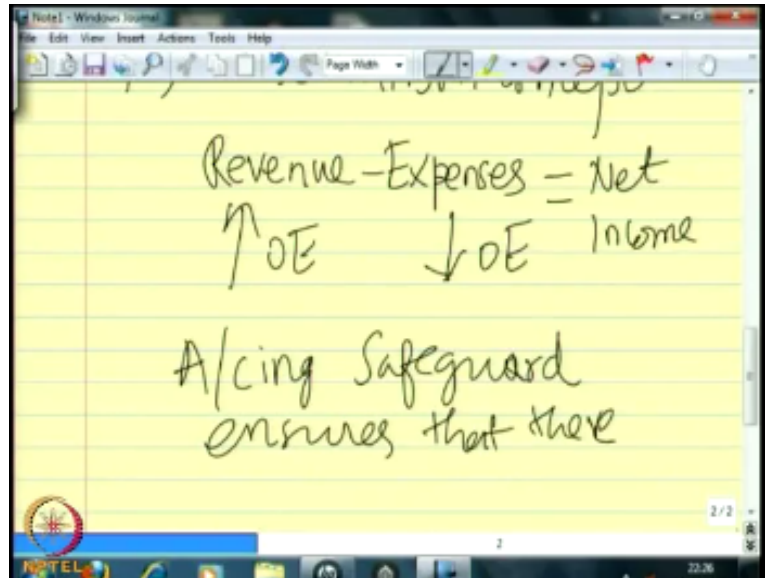 Note1 - Windows Journal
File Edit View Insert Actions Tools Help
Page Width
Revenue - Expenses = Net
Income
↑ OE ↓ OE
A/cing Safeguard
ensures that there
2/2
2
NPTEL
22:26